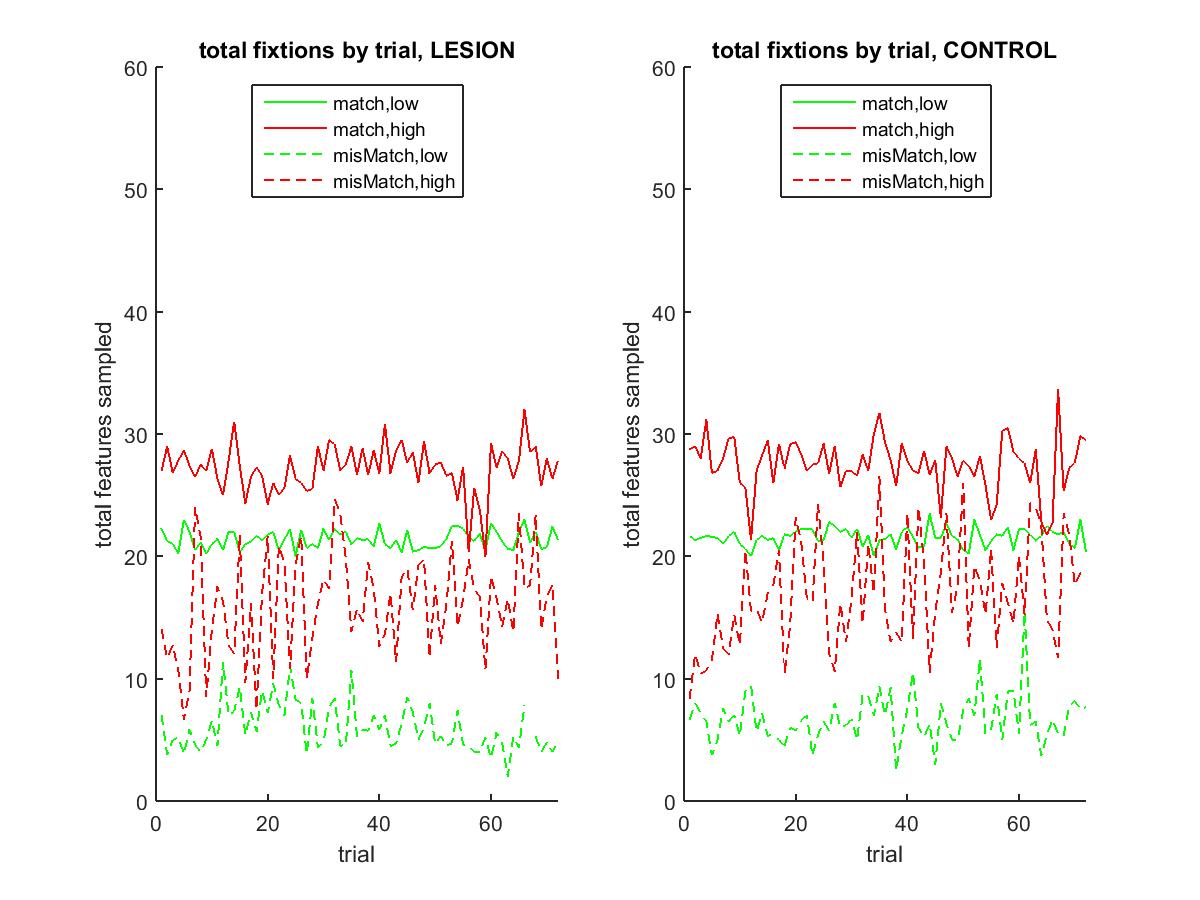 total fixtions by trial, LESION
60
50
40
30
20
10
0
total features sampled
match,low
match,high
misMatch,low
misMatch,high
0 20 40 60
trial
total fixtions by trial, CONTROL
60
50
40
30
20
10
0
total features sampled
match,low
match,high
misMatch,low
misMatch,high
0 20 40 60
trial